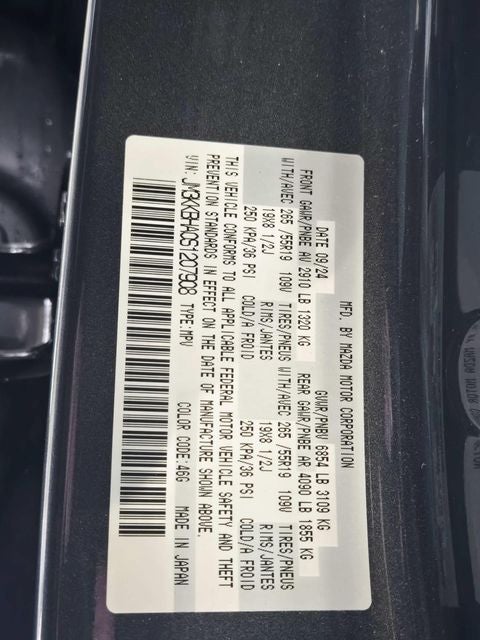 MFD. BY MAZDA MOTOR CORPORATION
DATE 09/24 GVWR/PNBV 6854 LB 3109 KG
FRONT GAWR/PNBE AV 2910 LB 1320 KG REAR GAWR/PNBE AR 4090 LB 1855 KG
WITH/AVEC 265 /55R19 109V TIRES/PNEUS WITH/AVEC 265 /55R19 109V TIRES/PNEUS
19X8 1/2J RIMS/JANTES 19X8 1/2J RIMS/JANTES
250 KPA/36 PSI COLD/A FROID 250 KPA/36 PSI COLD/A FROID
THIS VEHICLE CONFORMS TO ALL APPLICABLE FEDERAL MOTOR VEHICLE SAFETY AND THEFT
PREVENTION STANDARDS IN EFFECT ON THE DATE OF MANUFACTURE SHOWN ABOVE.
VIN: JM3KKBHA0S1207908 TYPE:MPV COLOR CODE:46G MADE IN JAPAN